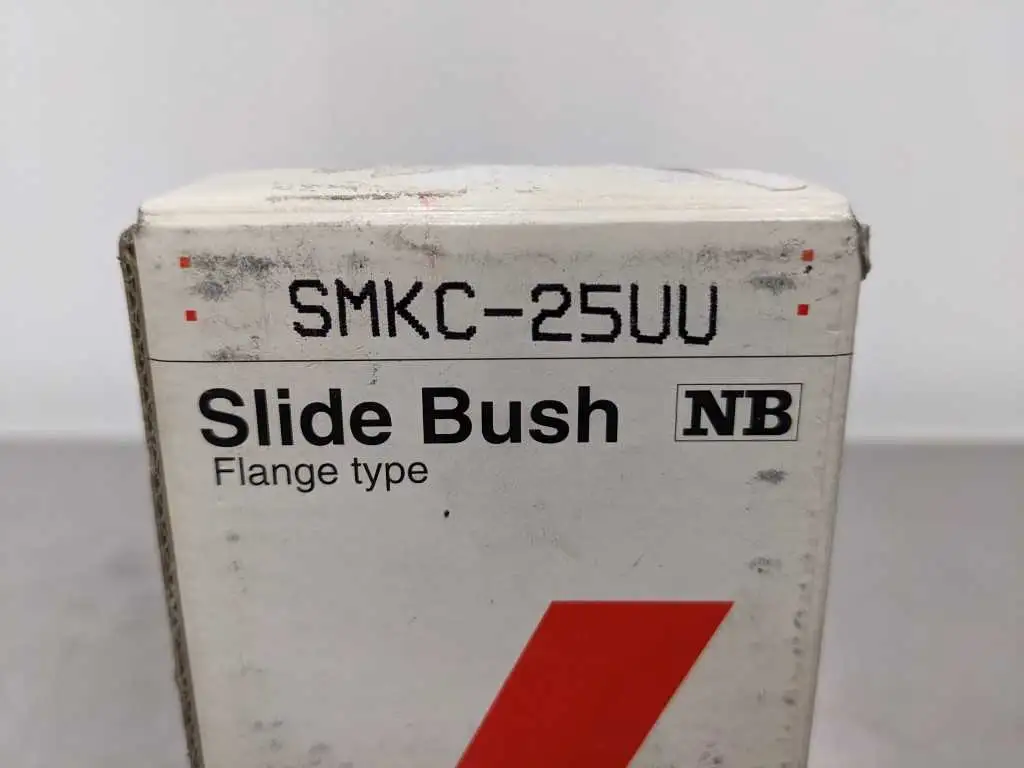 SMKC-25UU
Slide Bush NB
Flange type